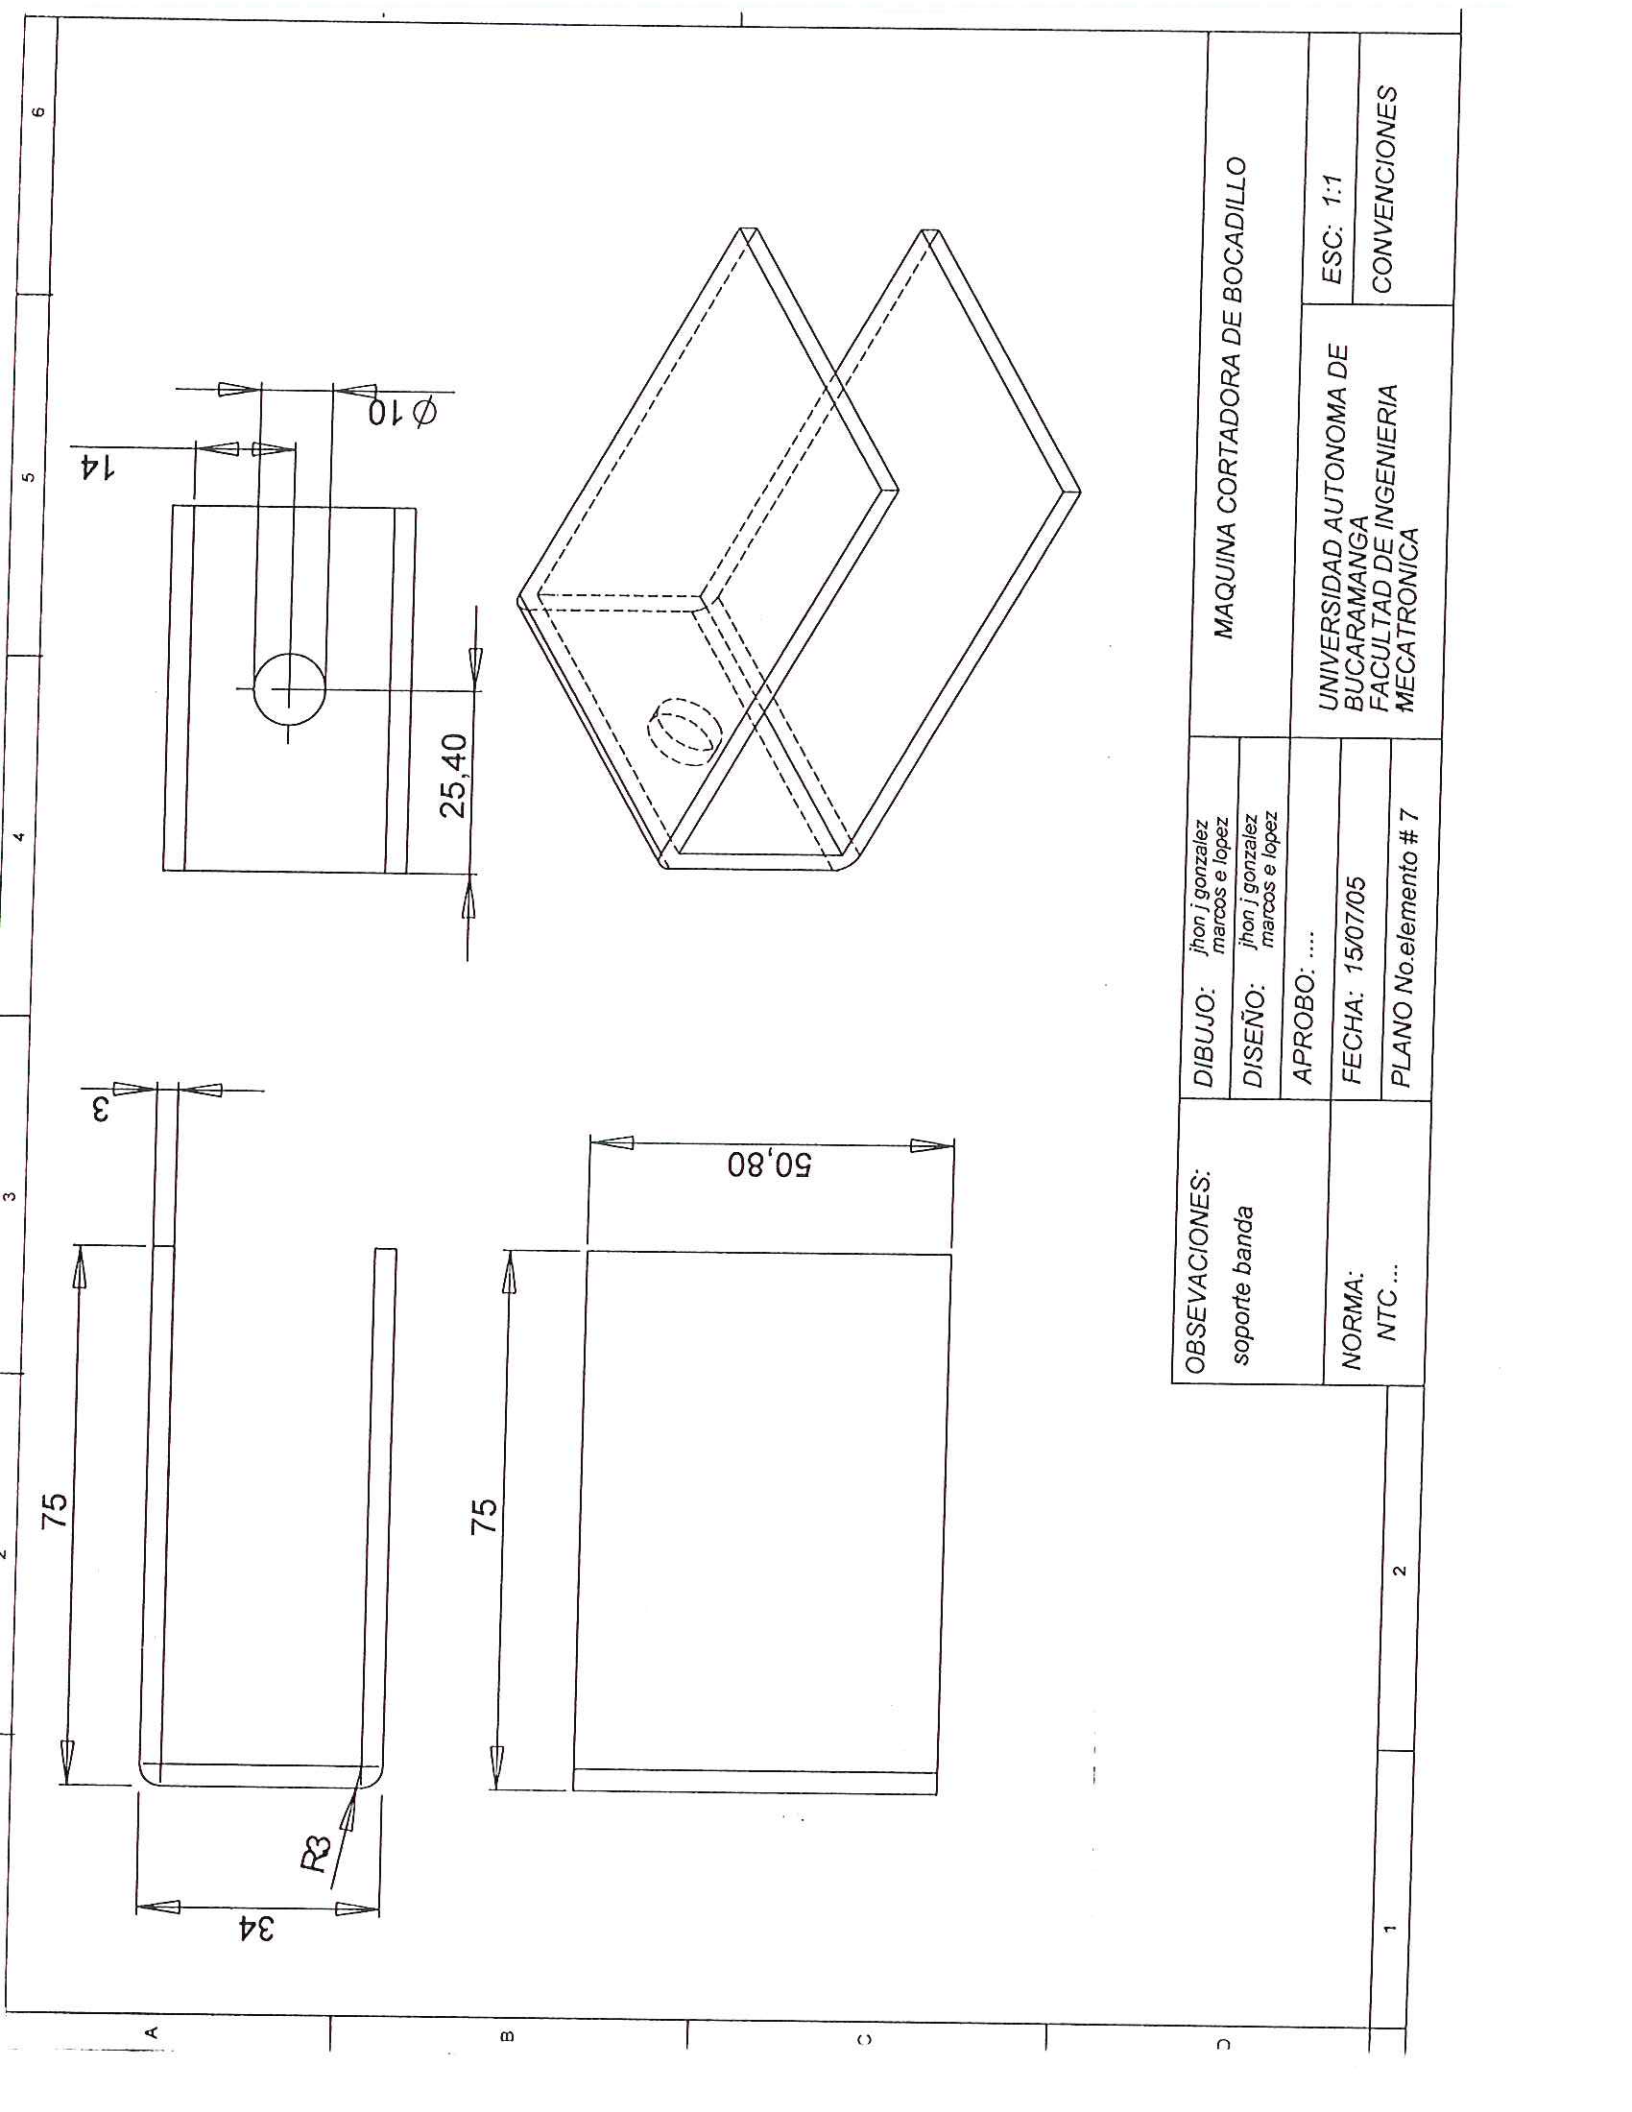 6
5
4
3
2
A
B
C
D
1
2
75
3
34
R3
14
Ø 10
25,40
75
50,80
OBSEVACIONES:
soporte banda
NORMA:
NTC ...
DIBUJO: jhon j gonzalez
marcos e lopez
DISEÑO: jhon j gonzalez
marcos e lopez
APROBO: ....
FECHA: 15/07/05
PLANO No.elemento # 7
MAQUINA CORTADORA DE BOCADILLO
UNIVERSIDAD AUTONOMA DE
BUCARAMANGA
FACULTAD DE INGENIERIA
MECATRONICA
ESC: 1:1
CONVENCIONES